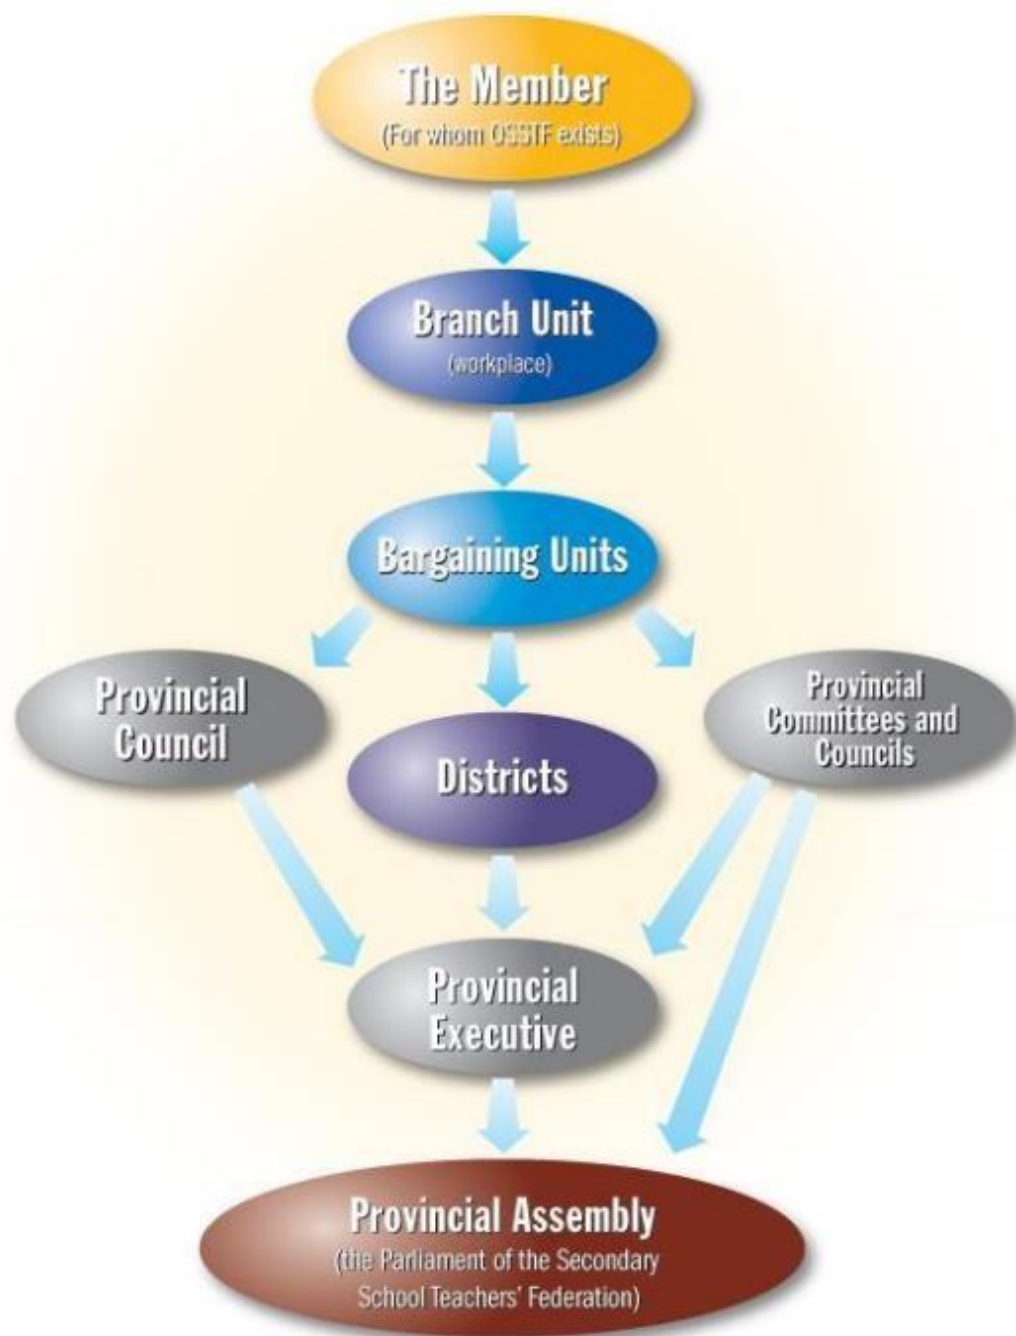 The Member
(For whom OSSTF exists)
Branch Unit
(workplace)
Bargaining Units
Provincial
Council
Districts
Provincial
Committees and
Councils
Provincial
Executive
Provincial Assembly
(the Parliament of the Secondary
School Teachers' Federation)